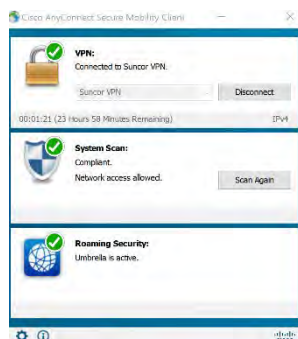 Cisco AnyConnect Secure Mobility Client
VPN:
Connected to Suncor VPN.
Suncor VPN
Disconnect
00:01:21 (23 Hours 58 Minutes Remaining)
IPv4
System Scan:
Compliant.
Network access allowed.
Scan Again
Roaming Security:
Umbrella is active.